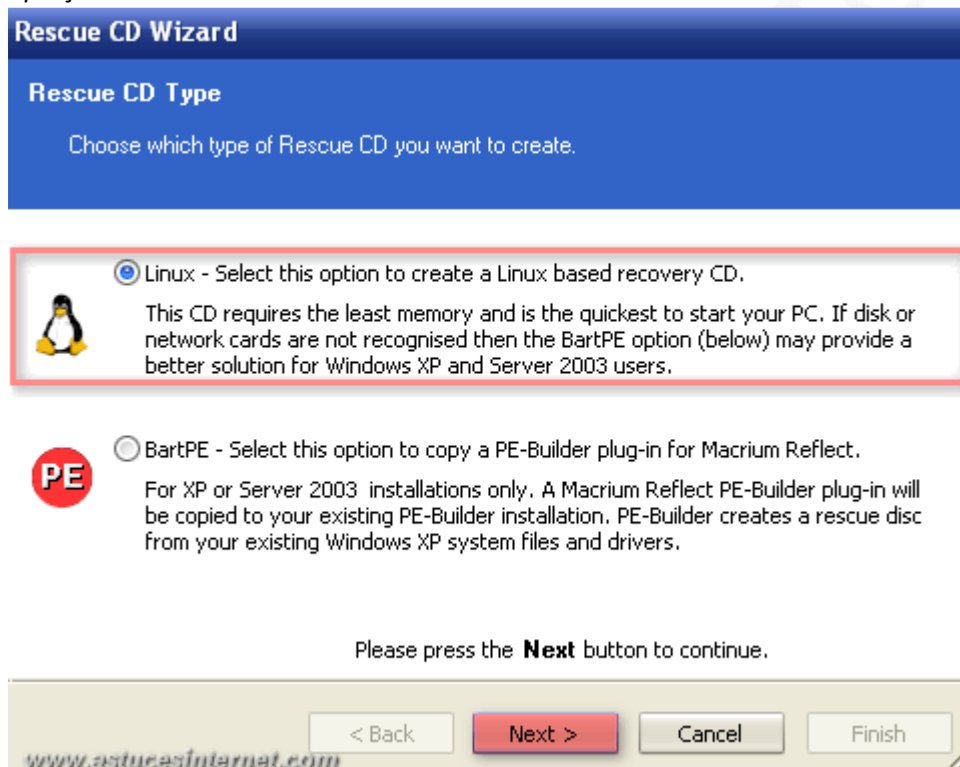 Rescue CD Wizard
Rescue CD Type
Choose which type of Rescue CD you want to create.
Linux - Select this option to create a Linux based recovery CD.
This CD requires the least memory and is the quickest to start your PC. If disk or
network cards are not recognised then the BartPE option (below) may provide a
better solution for Windows XP and Server 2003 users.
PE
BartPE - Select this option to copy a PE-Builder plug-in for Macrium Reflect.
For XP or Server 2003 installations only. A Macrium Reflect PE-Builder plug-in will
be copied to your existing PE-Builder installation. PE-Builder creates a rescue disc
from your existing Windows XP system files and drivers.
Please press the Next button to continue.
< Back
Next >
Cancel
Finish
www.astucesinternet.com